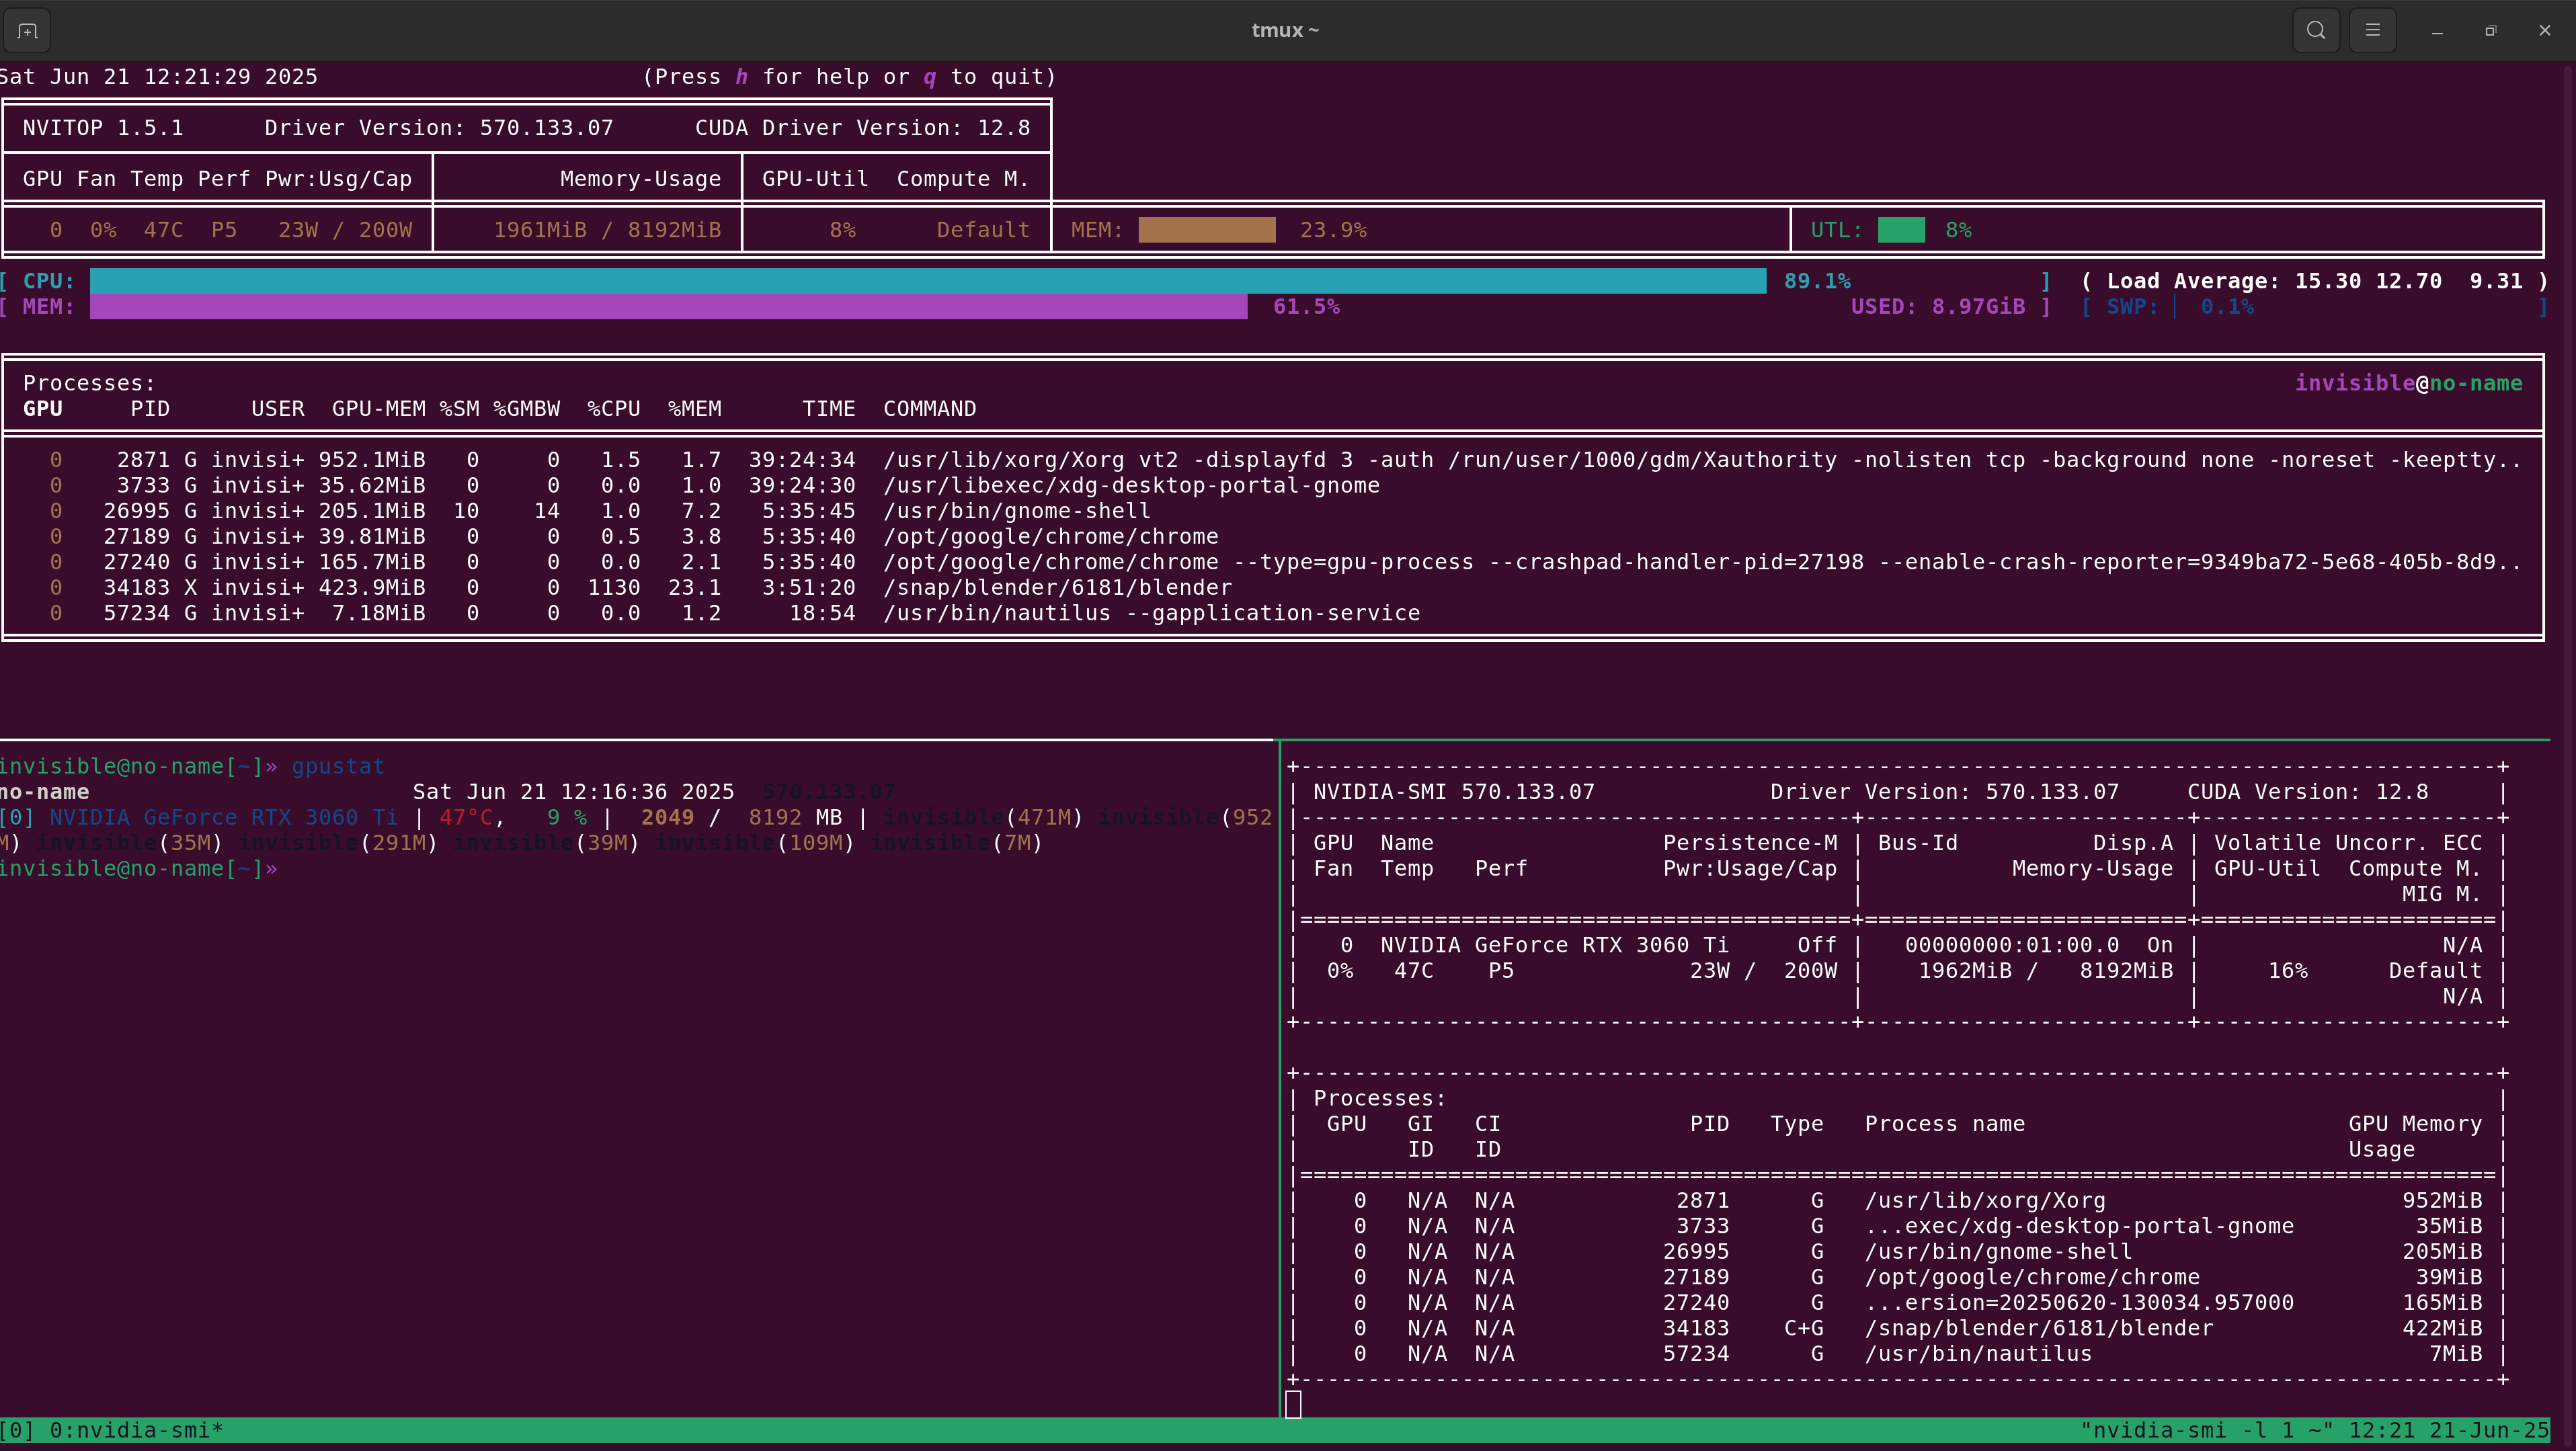 tmux ~
Sat Jun 21 12:21:29 2025 (Press h for help or q to quit)
NVITOP 1.5.1 Driver Version: 570.133.07 CUDA Driver Version: 12.8
GPU Fan Temp Perf Pwr:Usg/Cap Memory-Usage GPU-Util Compute M.
0 0% 47C P5 23W / 200W 1961MiB / 8192MiB 8% Default MEM: 23.9% UTL: 8%
[ CPU: 89.1% ] ( Load Average: 15.30 12.70 9.31 )
[ MEM: 61.5% USED: 8.97GiB ] [ SWP: 0.1% ]
Processes: invisible@no-name
GPU PID USER GPU-MEM %SM %GMBW %CPU %MEM TIME COMMAND
0 2871 G invisi+ 952.1MiB 0 0 1.5 1.7 39:24:34 /usr/lib/xorg/Xorg vt2 -displayfd 3 -auth /run/user/1000/gdm/Xauthority -nolisten tcp -background none -noreset -keeptty..
0 3733 G invisi+ 35.62MiB 0 0 0.0 1.0 39:24:30 /usr/libexec/xdg-desktop-portal-gnome
0 26995 G invisi+ 205.1MiB 10 14 1.0 7.2 5:35:45 /usr/bin/gnome-shell
0 27189 G invisi+ 39.81MiB 0 0 0.5 3.8 5:35:40 /opt/google/chrome/chrome
0 27240 G invisi+ 165.7MiB 0 0 0.0 2.1 5:35:40 /opt/google/chrome/chrome --type=gpu-process --crashpad-handler-pid=27198 --enable-crash-reporter=9349ba72-5e68-405b-8d9..
0 34183 X invisi+ 423.9MiB 0 0 1130 23.1 3:51:20 /snap/blender/6181/blender
0 57234 G invisi+ 7.18MiB 0 0 0.0 1.2 18:54 /usr/bin/nautilus --gapplication-service
invisible@no-name[~]» gpustat
no-name Sat Jun 21 12:16:36 2025 570.133.07
[0] NVIDIA GeForce RTX 3060 Ti | 47°C, 9 % | 2049 / 8192 MB | invisible(471M) invisible(952
M) invisible(35M) invisible(291M) invisible(39M) invisible(109M) invisible(7M)
invisible@no-name[~]»
+-----------------------------------------------------------------------------------------+
| NVIDIA-SMI 570.133.07 Driver Version: 570.133.07 CUDA Version: 12.8 |
|-----------------------------------------+------------------------+----------------------+
| GPU Name Persistence-M | Bus-Id Disp.A | Volatile Uncorr. ECC |
| Fan Temp Perf Pwr:Usage/Cap | Memory-Usage | GPU-Util Compute M. |
| | | MIG M. |
|=========================================+========================+======================|
| 0 NVIDIA GeForce RTX 3060 Ti Off | 00000000:01:00.0 On | N/A |
| 0% 47C P5 23W / 200W | 1962MiB / 8192MiB | 16% Default |
| | | N/A |
+-----------------------------------------+------------------------+----------------------+
+-----------------------------------------------------------------------------------------+
| Processes: |
| GPU GI CI PID Type Process name GPU Memory |
| ID ID Usage |
|=========================================================================================|
| 0 N/A N/A 2871 G /usr/lib/xorg/Xorg 952MiB |
| 0 N/A N/A 3733 G ...exec/xdg-desktop-portal-gnome 35MiB |
| 0 N/A N/A 26995 G /usr/bin/gnome-shell 205MiB |
| 0 N/A N/A 27189 G /opt/google/chrome/chrome 39MiB |
| 0 N/A N/A 27240 G ...ersion=20250620-130034.957000 165MiB |
| 0 N/A N/A 34183 C+G /snap/blender/6181/blender 422MiB |
| 0 N/A N/A 57234 G /usr/bin/nautilus 7MiB |
+-----------------------------------------------------------------------------------------+
[0] 0:nvidia-smi* "nvidia-smi -l 1 ~" 12:21 21-Jun-25